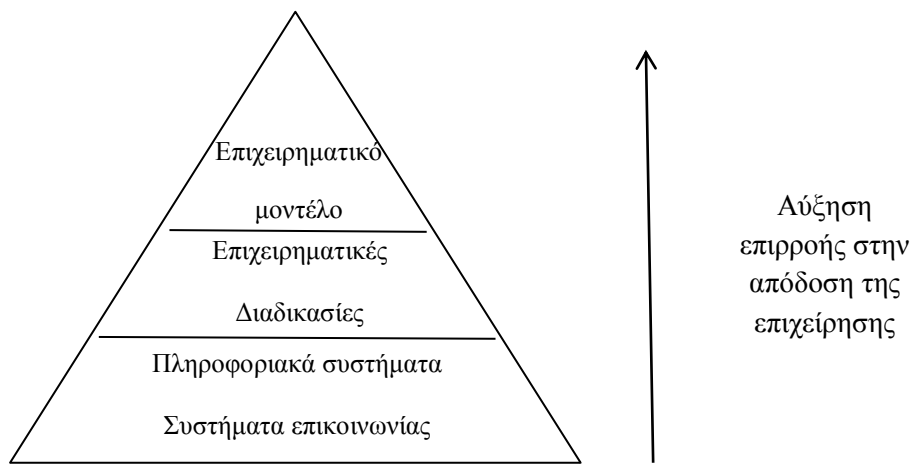 Επιχειρηματικό
μοντέλο
Επιχειρηματικές
Διαδικασίες
Πληροφοριακά συστήματα
Συστήματα επικοινωνίας
Αύξηση
επιρροής στην
απόδοση της
επιχείρησης